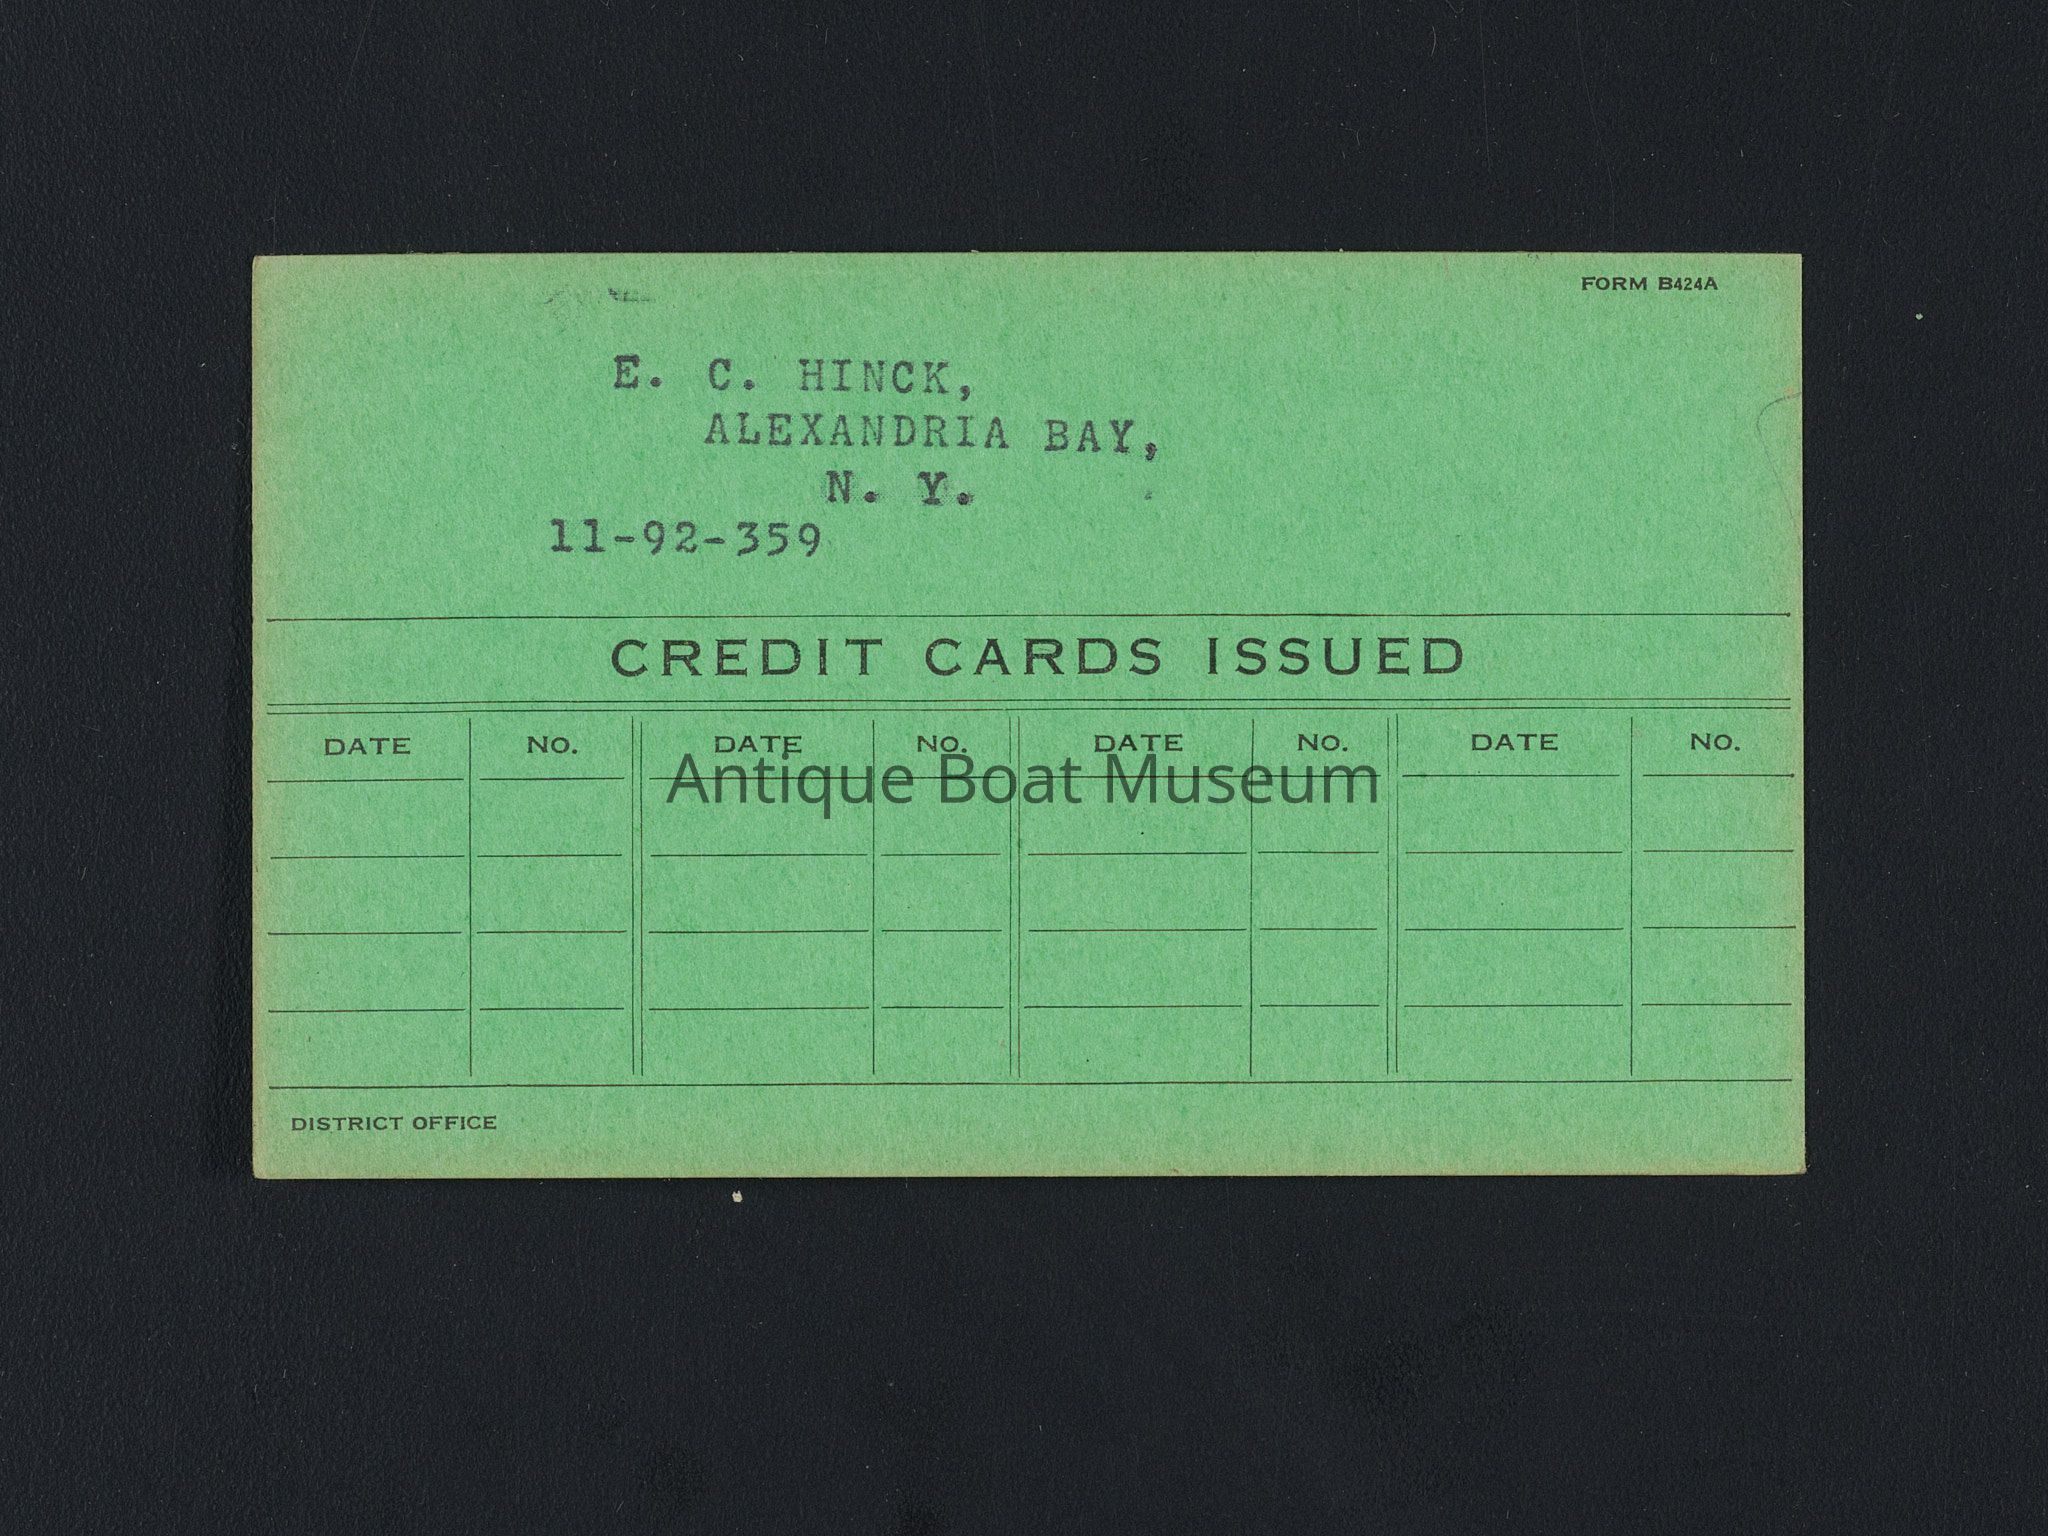 FORM B424A
E. C. HINCK,
ALEXANDRIA BAY,
N. Y.
11-92-359
CREDIT CARDS ISSUED
DATE NO. DATE NO. DATE NO. DATE NO.
Antique Boat Museum
DISTRICT OFFICE